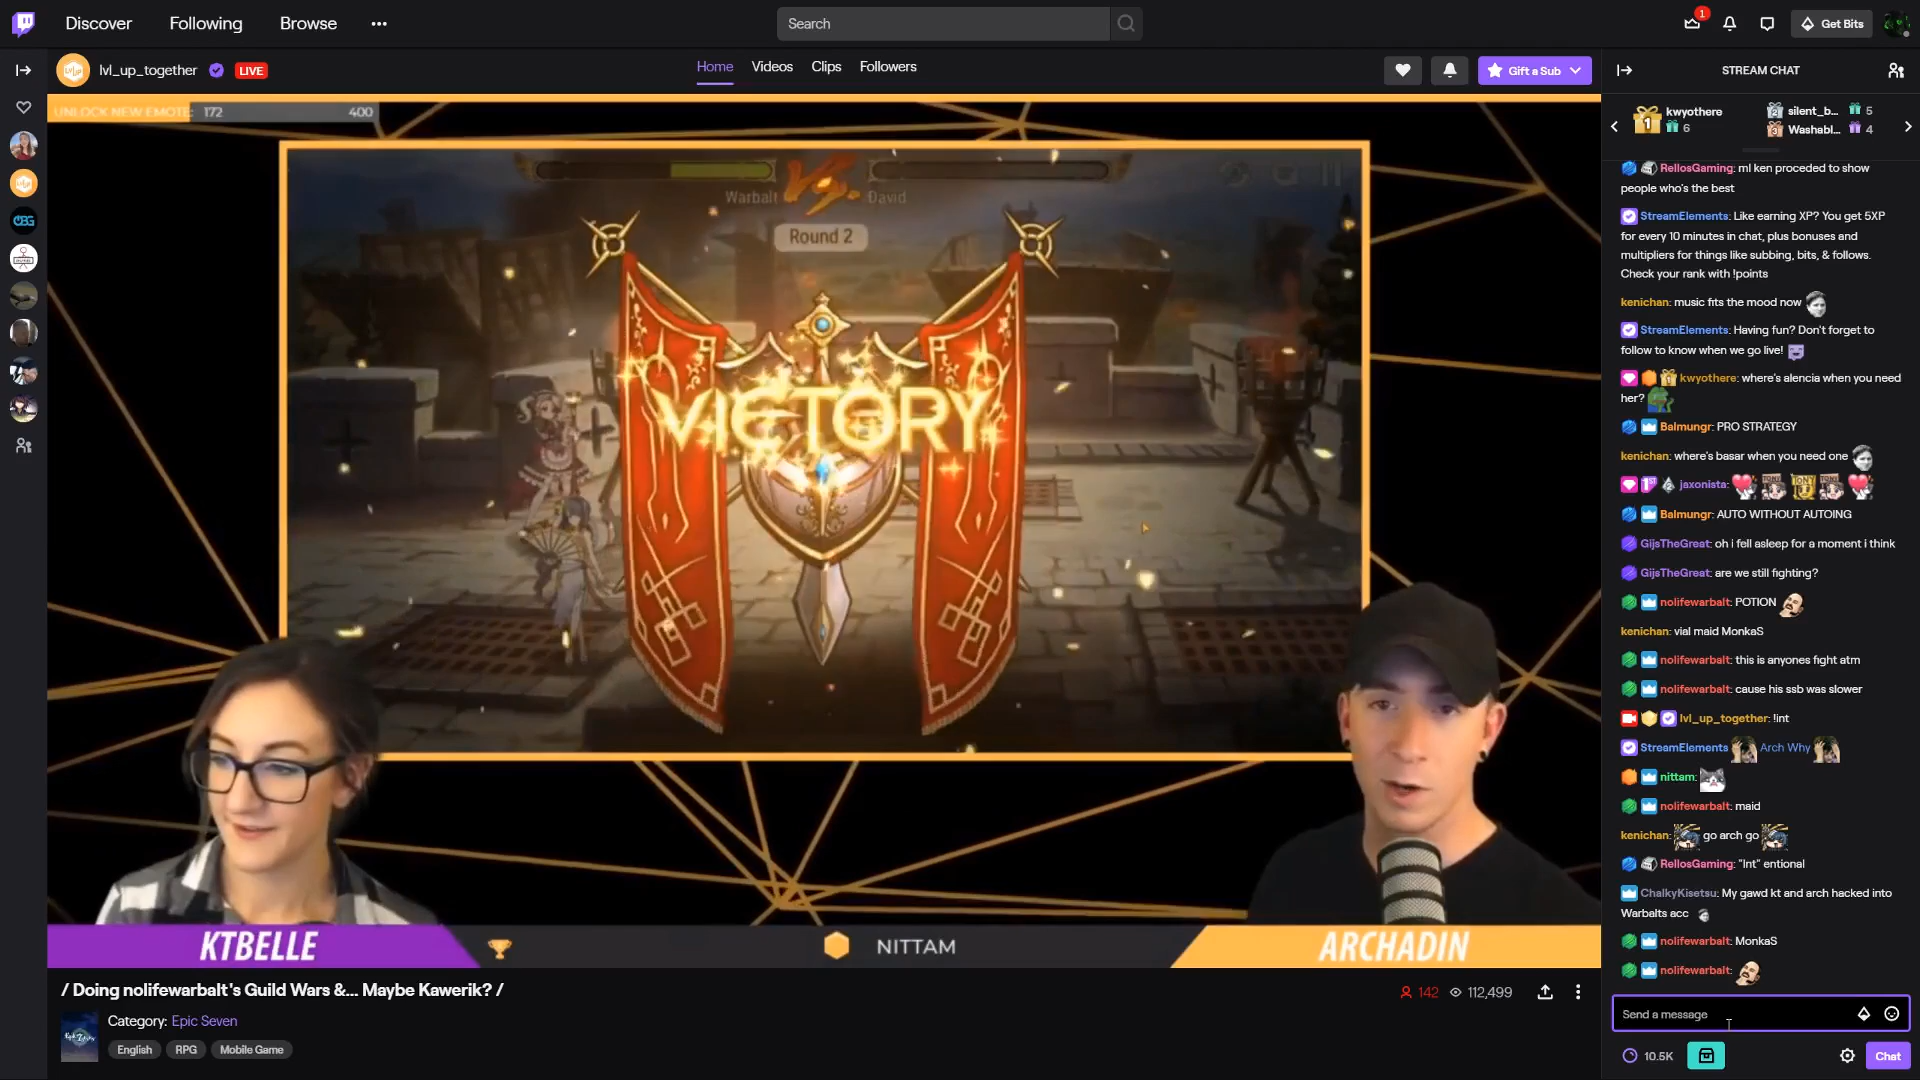 Discover
Following
Browse
Search
1
Get Bits
lvl_up_together
LIVE
Home
Videos
Clips
Followers
Gift a Sub
STREAM CHAT
UNLOCK NEW EMOTE:
172
400
Warbalt
David
Round 2
VICTORY
KTBELLE
NITTAM
ARCHADIN
/ Doing nolifewarbalt's Guild Wars &... Maybe Kawerik? /
142
112,499
Category: Epic Seven
English
RPG
Mobile Game
1
kwyothere
6
2
silent_b...
5
3
Washabl...
4
RellosGaming: ml ken proceded to show
people who's the best
StreamElements: Like earning XP? You get 5XP
for every 10 minutes in chat, plus bonuses and
multipliers for things like subbing, bits, & follows.
Check your rank with !points
kenichan: music fits the mood now
StreamElements: Having fun? Don't forget to
follow to know when we go live!
kwyothere: where's alencia when you need
her?
Balmungr: PRO STRATEGY
kenichan: where's basar when you need one
jaxonista:
Balmungr: AUTO WITHOUT AUTOING
GijsTheGreat: oh i fell asleep for a moment i think
GijsTheGreat: are we still fighting?
nolifewarbalt: POTION
kenichan: vial maid MonkaS
nolifewarbalt: this is anyones fight atm
nolifewarbalt: cause his ssb was slower
lvl_up_together: !int
StreamElements Arch Why
nittam:
nolifewarbalt: maid
kenichan: go arch go
RellosGaming: "Int" entional
ChalkyKisetsu: My gawd kt and arch hacked into
Warbalts acc
nolifewarbalt: MonkaS
nolifewarbalt:
Send a message
10.5K
Chat